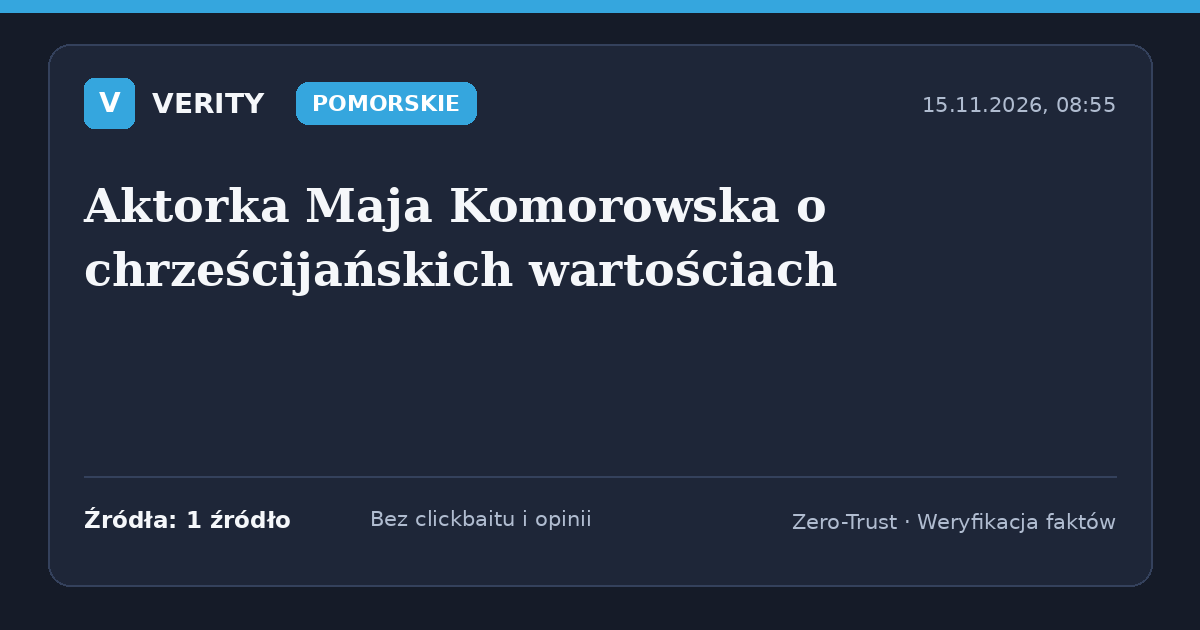 V VERITY POMORSKIE 15.11.2026, 08:55
Aktorka Maja Komorowska o
chrześcijańskich wartościach
Źródła: 1 źródło Bez clickbaitu i opinii Zero-Trust · Weryfikacja faktów